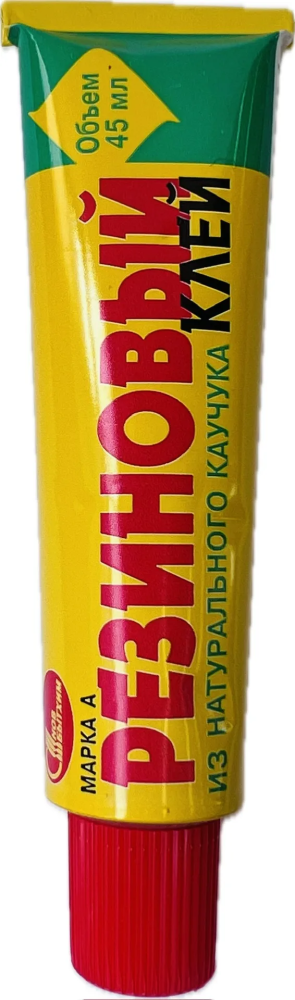 Объем
45 мл
МАРКА А
РЕЗИНОВЫЙ
КЛЕЙ
ИЗ НАТУРАЛЬНОГО КАУЧУКА